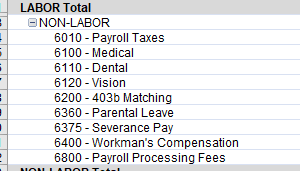 LABOR Total
NON-LABOR
6010 - Payroll Taxes
6100 - Medical
6110 - Dental
6120 - Vision
6200 - 403b Matching
6360 - Parental Leave
6375 - Severance Pay
6400 - Workman's Compensation
6800 - Payroll Processing Fees
NON-LABOR Total